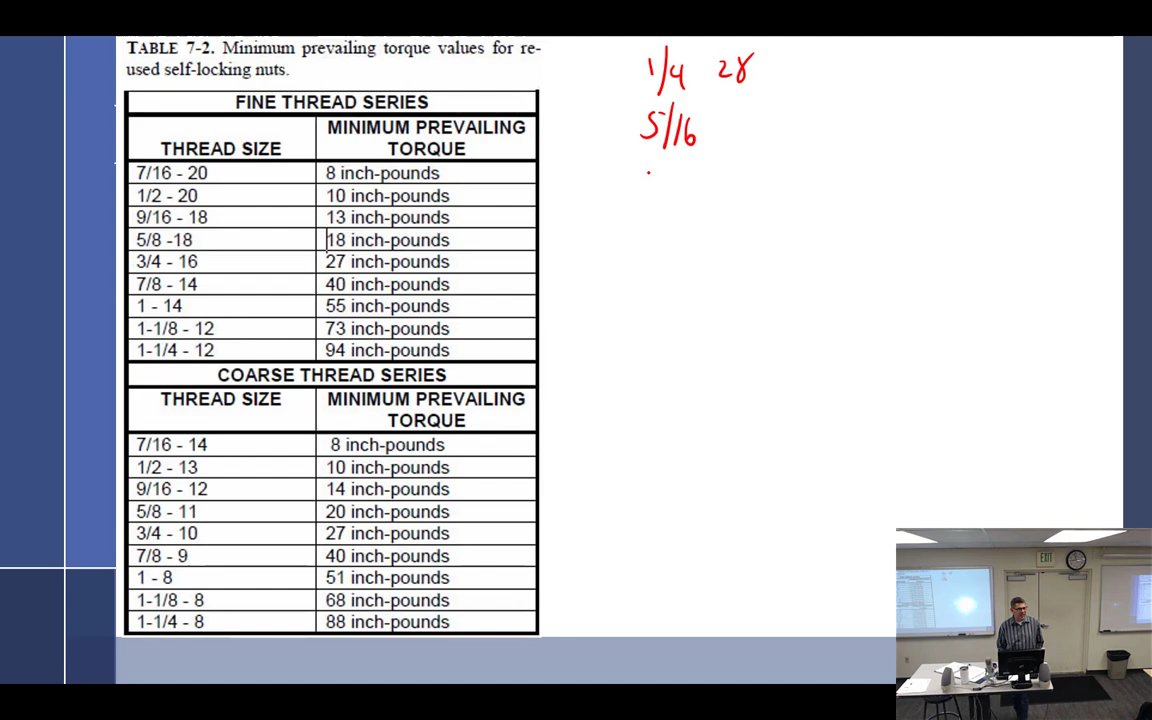 TABLE 7-2. Minimum prevailing torque values for re-
used self-locking nuts.
FINE THREAD SERIES
THREAD SIZE MINIMUM PREVAILING TORQUE
7/16 - 20 8 inch-pounds
1/2 - 20 10 inch-pounds
9/16 - 18 13 inch-pounds
5/8 -18 18 inch-pounds
3/4 - 16 27 inch-pounds
7/8 - 14 40 inch-pounds
1 - 14 55 inch-pounds
1-1/8 - 12 73 inch-pounds
1-1/4 - 12 94 inch-pounds
COARSE THREAD SERIES
THREAD SIZE MINIMUM PREVAILING TORQUE
7/16 - 14 8 inch-pounds
1/2 - 13 10 inch-pounds
9/16 - 12 14 inch-pounds
5/8 - 11 20 inch-pounds
3/4 - 10 27 inch-pounds
7/8 - 9 40 inch-pounds
1 - 8 51 inch-pounds
1-1/8 - 8 68 inch-pounds
1-1/4 - 8 88 inch-pounds
1/4 28
5/16
EXIT